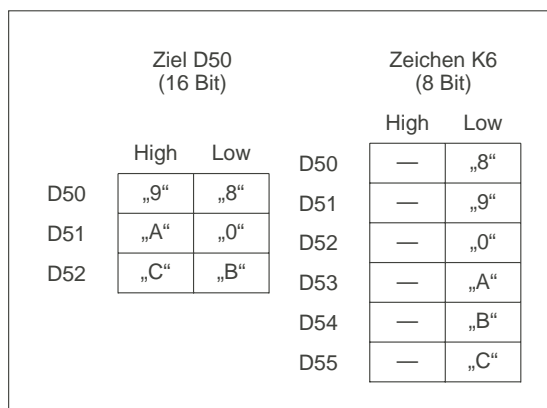 Ziel D50
(16 Bit)
High Low
D50 „9“ „8“
D51 „A“ „0“
D52 „C“ „B“
Zeichen K6
(8 Bit)
High Low
D50 — „8“
D51 — „9“
D52 — „0“
D53 — „A“
D54 — „B“
D55 — „C“